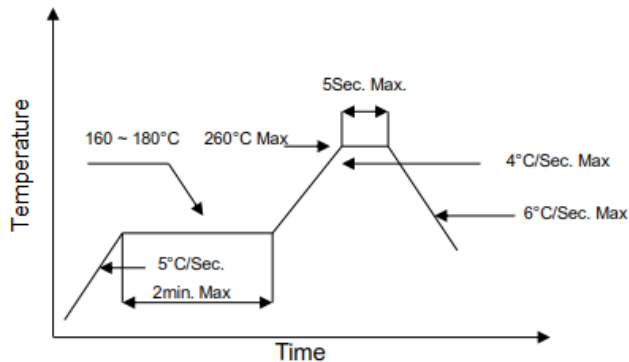 5Sec. Max.
160 ~ 180°C
260°C Max
4°C/Sec. Max
6°C/Sec. Max
5°C/Sec.
2min. Max
Temperature
Time